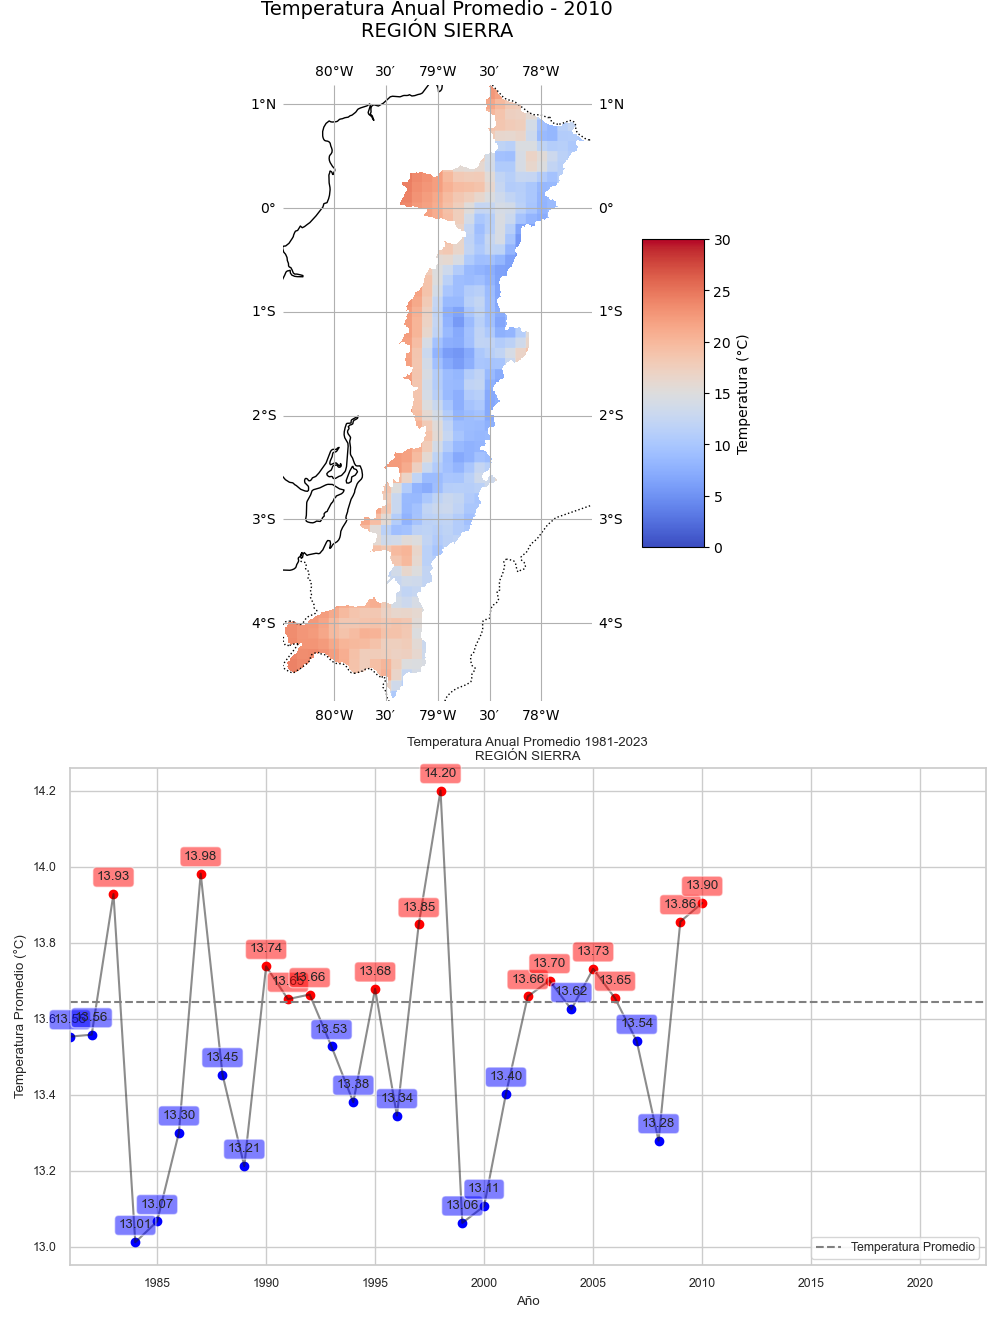 Temperatura Anual Promedio - 2010
REGIÓN SIERRA
80°W 30′ 79°W 30′ 78°W
1°N 1°N
0° 0°
1°S 1°S
2°S 2°S
3°S 3°S
4°S 4°S
80°W 30′ 79°W 30′ 78°W
30
25
20
15
10
5
0
Temperatura (°C)
Temperatura Anual Promedio 1981-2023
REGIÓN SIERRA
14.2
14.0
13.8
13.6
13.4
13.2
13.0
Temperatura Promedio (°C)
13.56
13.93
13.01
13.07
13.30
13.98
13.45
13.21
13.74
13.66
13.53
13.38
13.68
13.34
13.85
14.20
13.06
13.11
13.40
13.66
13.70
13.62
13.73
13.65
13.54
13.28
13.86
13.90
Temperatura Promedio
1985 1990 1995 2000 2005 2010 2015 2020
Año